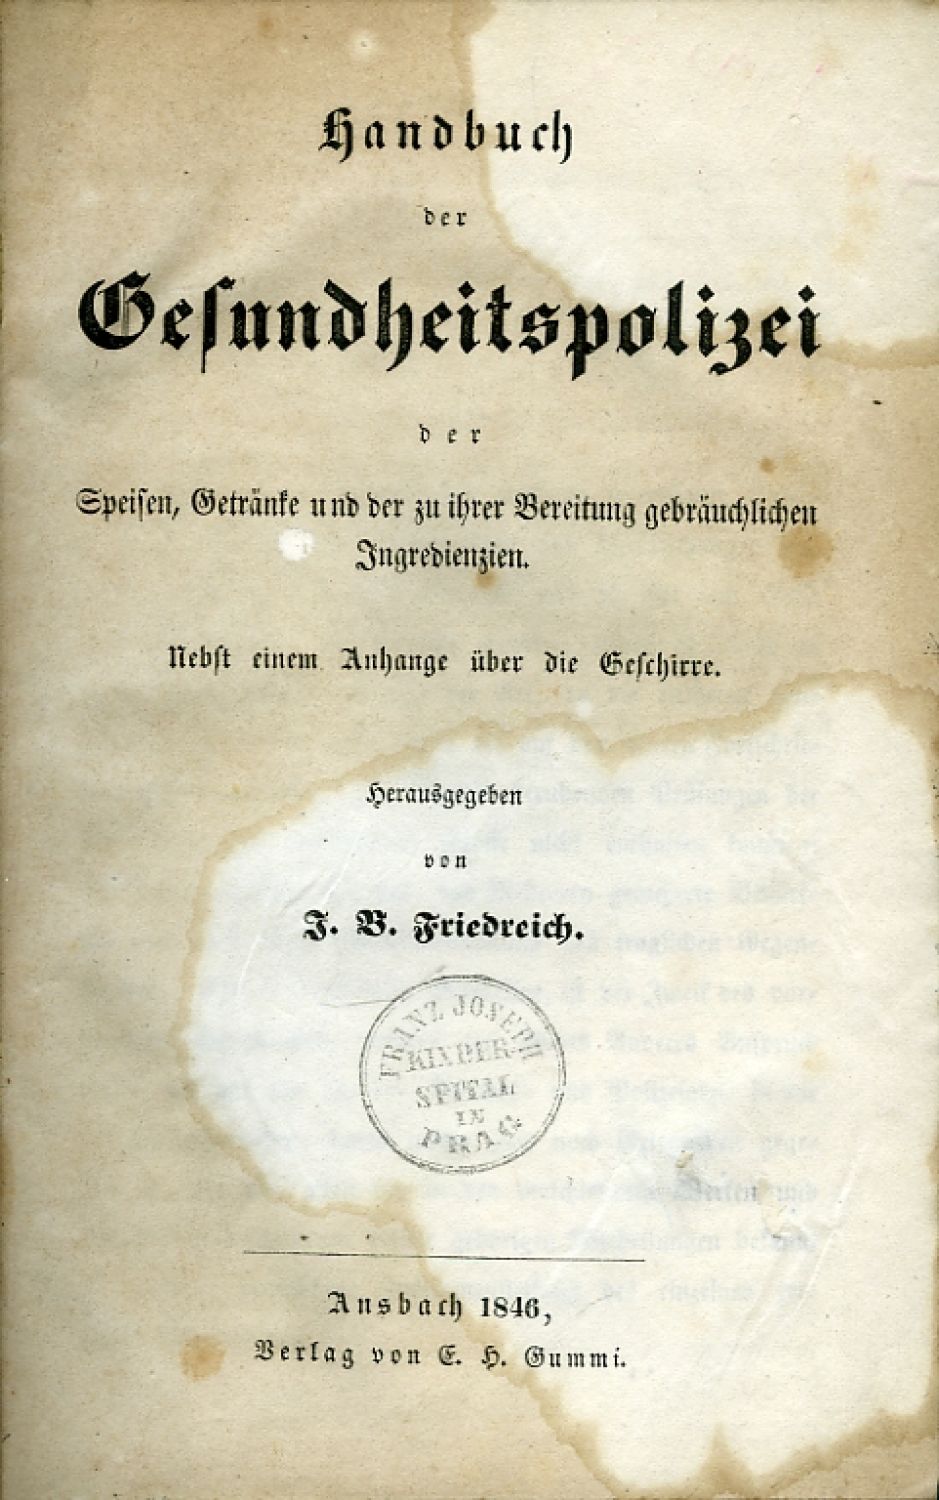 Handbuch
der
Gesundheitspolizei
der
Speisen, Getränke und der zu ihrer Bereitung gebräuchlichen
Ingredienzien.
Nebst einem Anhange über die Geschirre.
Herausgegeben
von
J. B. Friedreich.
FRANZ JOSEPH
KINDER-
SPITAL
IN
PRAG
Ansbach 1846,
Verlag von E. H. Gummi.